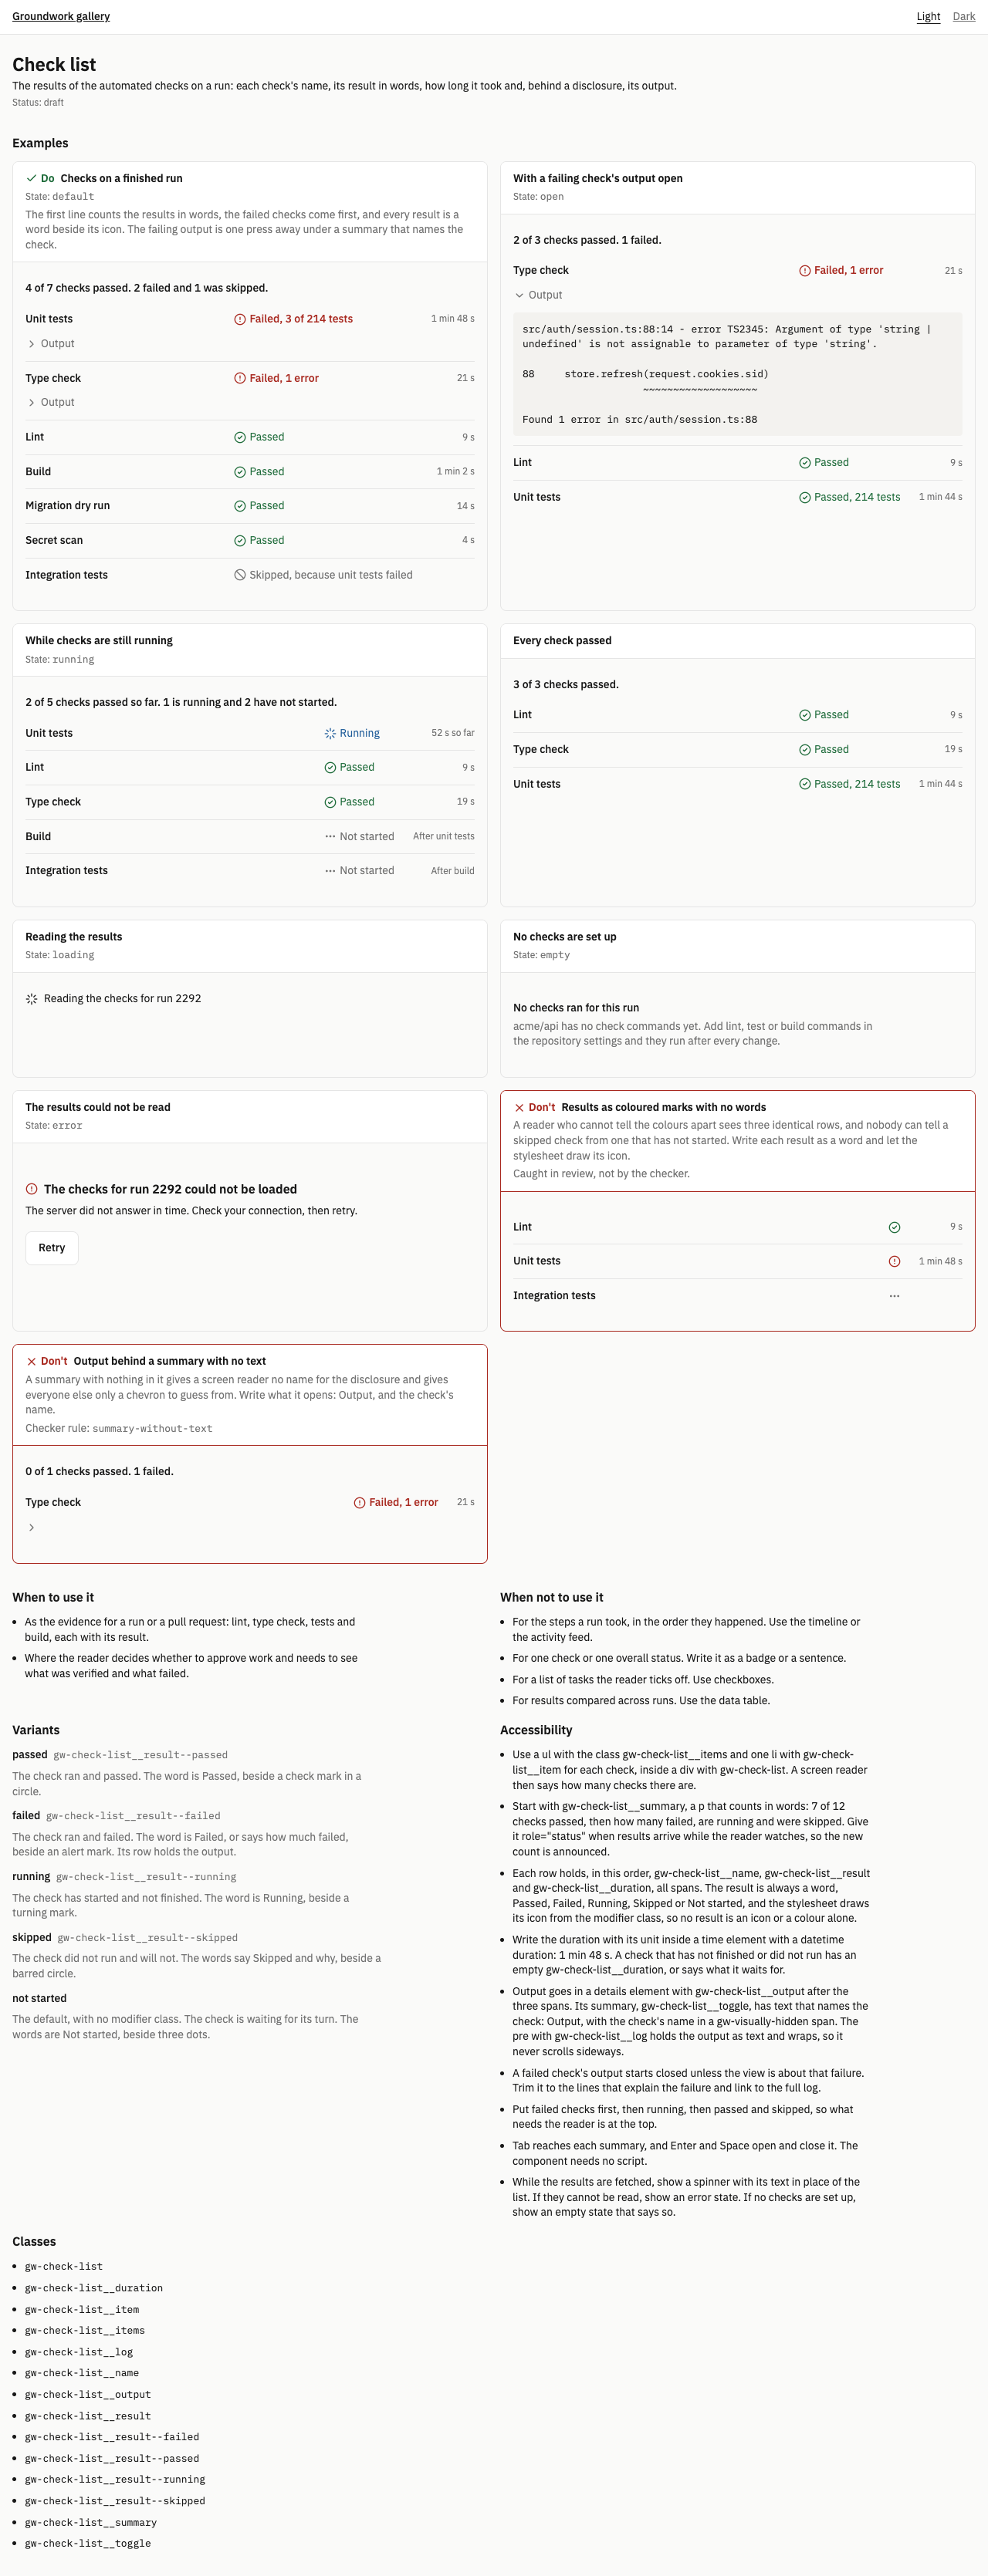 Groundwork gallery
Light Dark
Check list
The results of the automated checks on a run: each check's name, its result in words, how long it took and, behind a disclosure, its output.
Status: draft
Examples
Do Checks on a finished run
State: default
The first line counts the results in words, the failed checks come first, and every result is a
word beside its icon. The failing output is one press away under a summary that names the
check.
4 of 7 checks passed. 2 failed and 1 was skipped.
Unit tests Failed, 3 of 214 tests 1 min 48 s
Output
Type check Failed, 1 error 21 s
Output
Lint Passed 9 s
Build Passed 1 min 2 s
Migration dry run Passed 14 s
Secret scan Passed 4 s
Integration tests Skipped, because unit tests failed
With a failing check's output open
State: open
2 of 3 checks passed. 1 failed.
Type check Failed, 1 error 21 s
Output
src/auth/session.ts:88:14 - error TS2345: Argument of type 'string |
undefined' is not assignable to parameter of type 'string'.
88 store.refresh(request.cookies.sid)
~~~~~~~~~~~~~~~~~~~
Found 1 error in src/auth/session.ts:88
Lint Passed 9 s
Unit tests Passed, 214 tests 1 min 44 s
While checks are still running
State: running
2 of 5 checks passed so far. 1 is running and 2 have not started.
Unit tests Running 52 s so far
Lint Passed 9 s
Type check Passed 19 s
Build Not started After unit tests
Integration tests Not started After build
Every check passed
3 of 3 checks passed.
Lint Passed 9 s
Type check Passed 19 s
Unit tests Passed, 214 tests 1 min 44 s
Reading the results
State: loading
Reading the checks for run 2292
No checks are set up
State: empty
No checks ran for this run
acme/api has no check commands yet. Add lint, test or build commands in
the repository settings and they run after every change.
The results could not be read
State: error
The checks for run 2292 could not be loaded
The server did not answer in time. Check your connection, then retry.
Retry
Don't Results as coloured marks with no words
A reader who cannot tell the colours apart sees three identical rows, and nobody can tell a
skipped check from one that has not started. Write each result as a word and let the
stylesheet draw its icon.
Caught in review, not by the checker.
Lint 9 s
Unit tests 1 min 48 s
Integration tests
Don't Output behind a summary with no text
A summary with nothing in it gives a screen reader no name for the disclosure and gives
everyone else only a chevron to guess from. Write what it opens: Output, and the check's
name.
Checker rule: summary-without-text
0 of 1 checks passed. 1 failed.
Type check Failed, 1 error 21 s
When to use it
As the evidence for a run or a pull request: lint, type check, tests and
build, each with its result.
Where the reader decides whether to approve work and needs to see
what was verified and what failed.
When not to use it
For the steps a run took, in the order they happened. Use the timeline or
the activity feed.
For one check or one overall status. Write it as a badge or a sentence.
For a list of tasks the reader ticks off. Use checkboxes.
For results compared across runs. Use the data table.
Variants
passed gw-check-list__result--passed
The check ran and passed. The word is Passed, beside a check mark in a
circle.
failed gw-check-list__result--failed
The check ran and failed. The word is Failed, or says how much failed,
beside an alert mark. Its row holds the output.
running gw-check-list__result--running
The check has started and not finished. The word is Running, beside a
turning mark.
skipped gw-check-list__result--skipped
The check did not run and will not. The words say Skipped and why, beside a
barred circle.
not started
The default, with no modifier class. The check is waiting for its turn. The
words are Not started, beside three dots.
Accessibility
Use a ul with the class gw-check-list__items and one li with gw-check-
list__item for each check, inside a div with gw-check-list. A screen reader
then says how many checks there are.
Start with gw-check-list__summary, a p that counts in words: 7 of 12
checks passed, then how many failed, are running and were skipped. Give
it role="status" when results arrive while the reader watches, so the new
count is announced.
Each row holds, in this order, gw-check-list__name, gw-check-list__result
and gw-check-list__duration, all spans. The result is always a word,
Passed, Failed, Running, Skipped or Not started, and the stylesheet draws
its icon from the modifier class, so no result is an icon or a colour alone.
Write the duration with its unit inside a time element with a datetime
duration: 1 min 48 s. A check that has not finished or did not run has an
empty gw-check-list__duration, or says what it waits for.
Output goes in a details element with gw-check-list__output after the
three spans. Its summary, gw-check-list__toggle, has text that names the
check: Output, with the check's name in a gw-visually-hidden span. The
pre with gw-check-list__log holds the output as text and wraps, so it
never scrolls sideways.
A failed check's output starts closed unless the view is about that failure.
Trim it to the lines that explain the failure and link to the full log.
Put failed checks first, then running, then passed and skipped, so what
needs the reader is at the top.
Tab reaches each summary, and Enter and Space open and close it. The
component needs no script.
While the results are fetched, show a spinner with its text in place of the
list. If they cannot be read, show an error state. If no checks are set up,
show an empty state that says so.
Classes
gw-check-list
gw-check-list__duration
gw-check-list__item
gw-check-list__items
gw-check-list__log
gw-check-list__name
gw-check-list__output
gw-check-list__result
gw-check-list__result--failed
gw-check-list__result--passed
gw-check-list__result--running
gw-check-list__result--skipped
gw-check-list__summary
gw-check-list__toggle